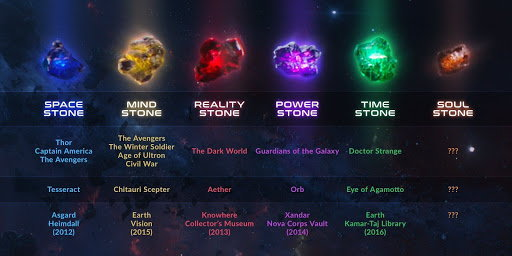 SPACE
STONE
MIND
STONE
REALITY
STONE
POWER
STONE
TIME
STONE
SOUL
STONE
Thor
Captain America
The Avengers
The Avengers
The Winter Soldier
Age of Ultron
Civil War
The Dark World
Guardians of the Galaxy
Doctor Strange
???
Tesseract
Chitauri Scepter
Aether
Orb
Eye of Agamotto
???
Asgard
Heimdall
(2012)
Earth
Vision
(2015)
Knowhere
Collector's Museum
(2013)
Xandar
Nova Corps Vault
(2014)
Earth
Kamar-Taj Library
(2016)
???